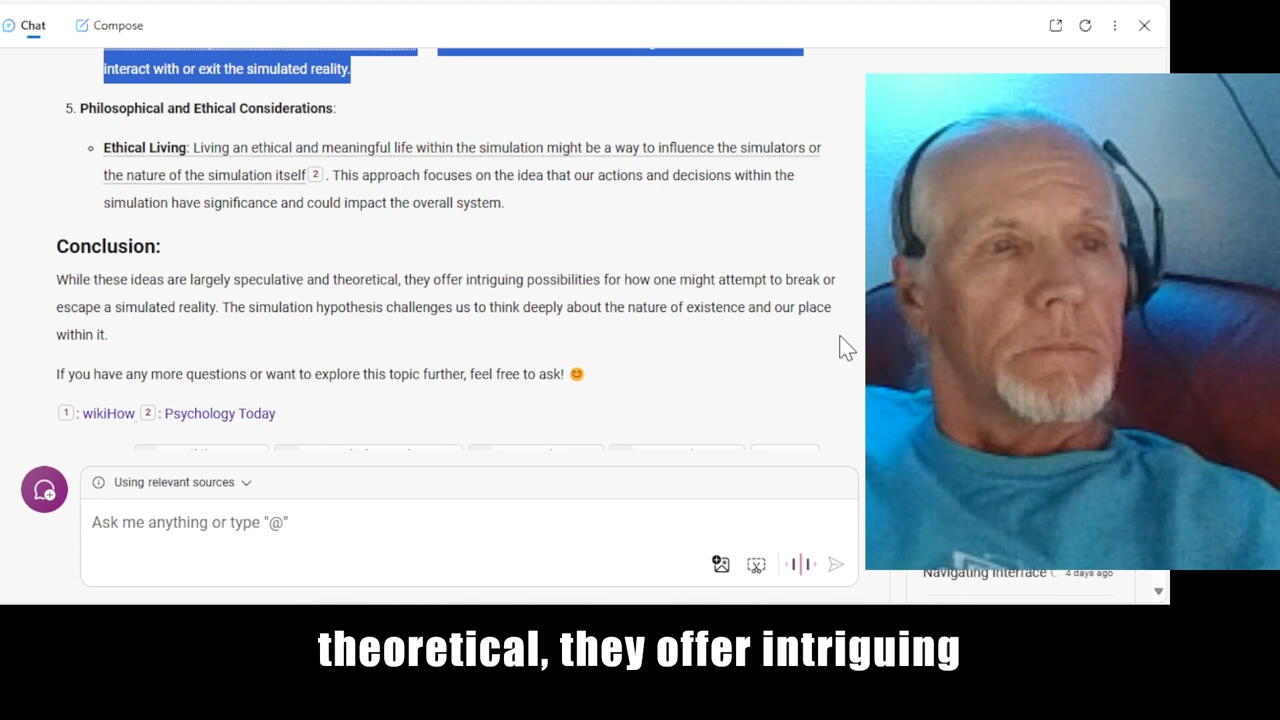 Chat Compose
interact with or exit the simulated reality.
5. Philosophical and Ethical Considerations:
Ethical Living: Living an ethical and meaningful life within the simulation might be a way to influence the simulators or
the nature of the simulation itself 2 . This approach focuses on the idea that our actions and decisions within the
simulation have significance and could impact the overall system.
Conclusion:
While these ideas are largely speculative and theoretical, they offer intriguing possibilities for how one might attempt to break or
escape a simulated reality. The simulation hypothesis challenges us to think deeply about the nature of existence and our place
within it.
If you have any more questions or want to explore this topic further, feel free to ask! 😊
1 : wikiHow 2 : Psychology Today
Using relevant sources
Ask me anything or type "@"
Navigating Interface 4 days ago
theoretical, they offer intriguing